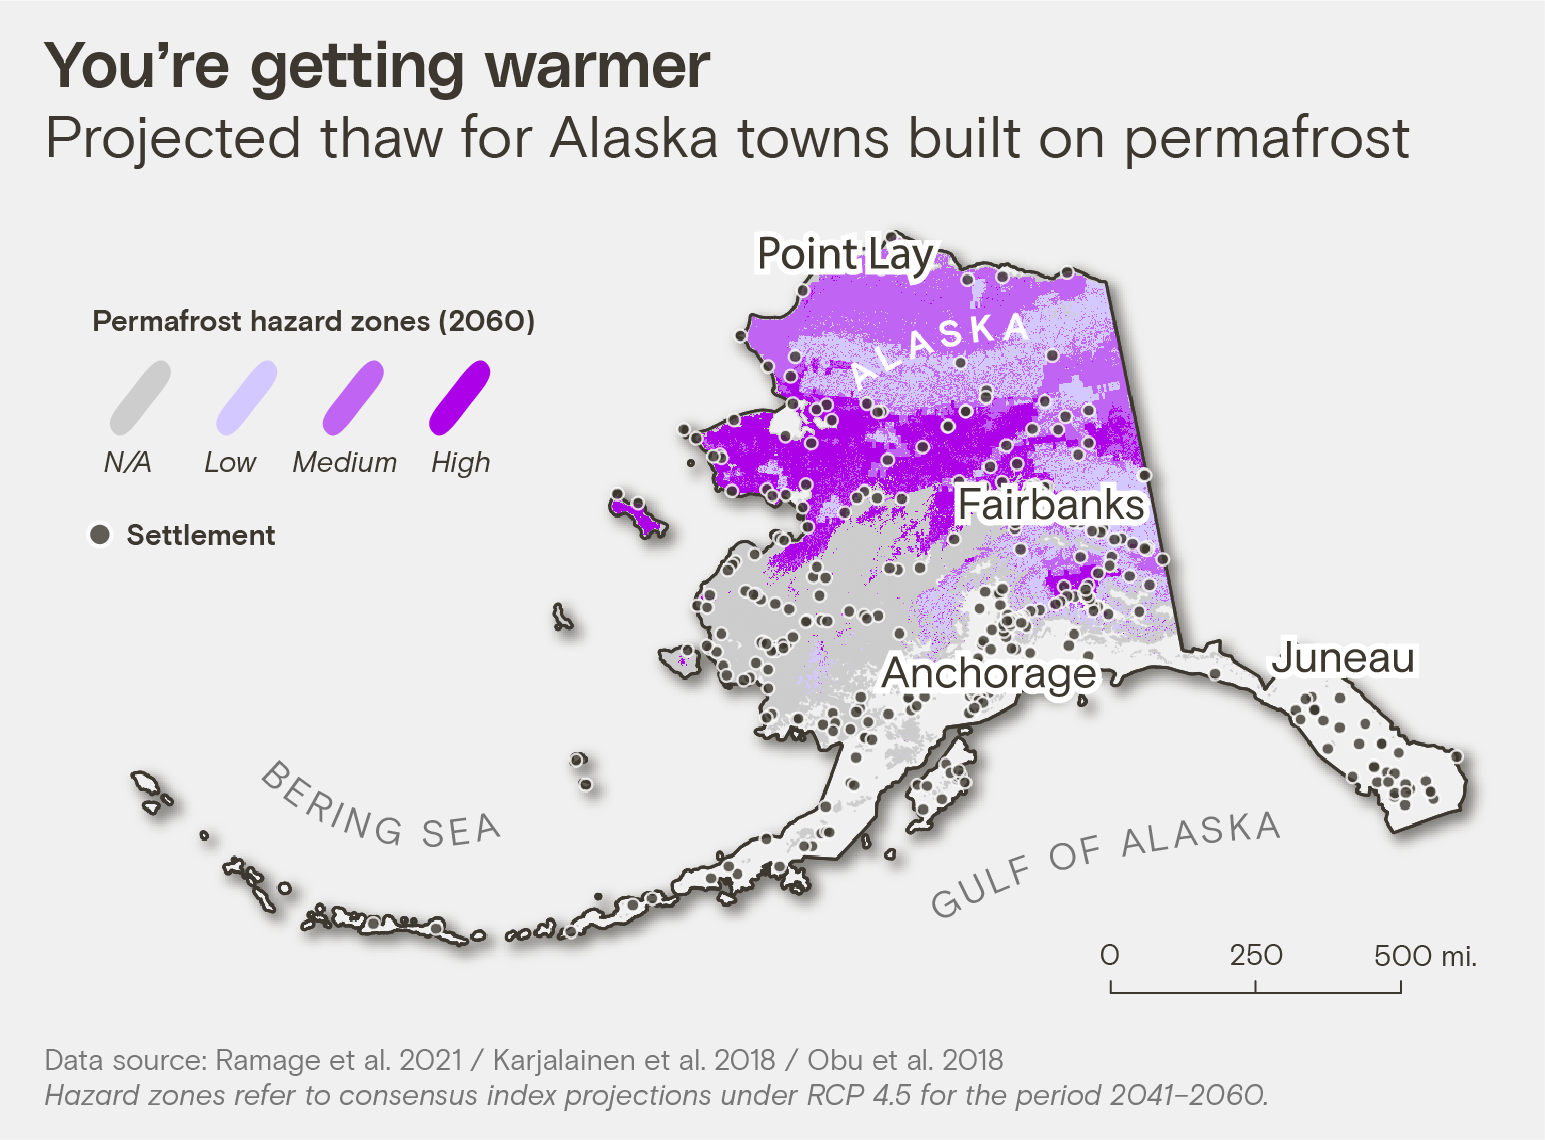 You’re getting warmer
Projected thaw for Alaska towns built on permafrost
Point Lay
Permafrost hazard zones (2060)
ALASKA
N/A
Low
Medium
High
Fairbanks
Settlement
Juneau
Anchorage
BERING SEA
GULF OF ALASKA
0
250
500 mi.
Data source: Ramage et al. 2021 / Karjalainen et al. 2018 / Obu et al. 2018
Hazard zones refer to consensus index projections under RCP 4.5 for the period 2041–2060.